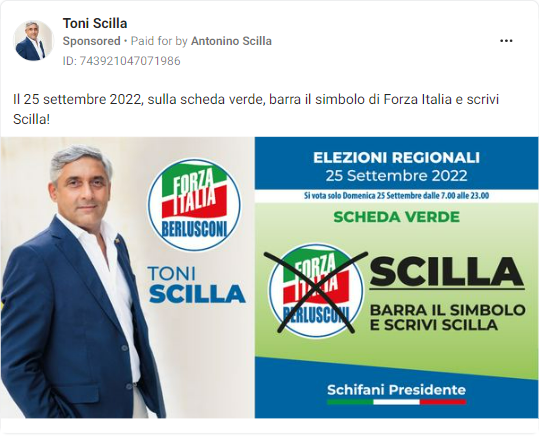 Toni Scilla
Sponsored • Paid for by Antonino Scilla
ID: 743921047071986
Il 25 settembre 2022, sulla scheda verde, barra il simbolo di Forza Italia e scrivi
Scilla!
FORZA
ITALIA
BERLUSCONI
TONI
SCILLA
ELEZIONI REGIONALI
25 Settembre 2022
Si vota solo Domenica 25 Settembre dalle 7.00 alle 23.00
SCHEDA VERDE
FORZA
ITALIA
BERLUSCONI
SCILLA
BARRA IL SIMBOLO
E SCRIVI SCILLA
Schifani Presidente